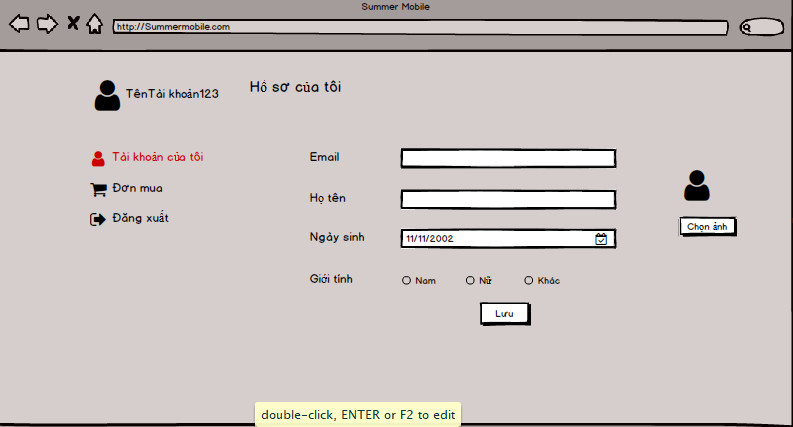 Summer Mobile
http://Summermobile.com
TênTài khoản123
Hồ sơ của tôi
Tài khoản của tôi
Đơn mua
Đăng xuất
Email
Họ tên
Ngày sinh
11/11/2002
Giới tính
Nam
Nữ
Khác
Chọn ảnh
Lưu
double-click, ENTER or F2 to edit